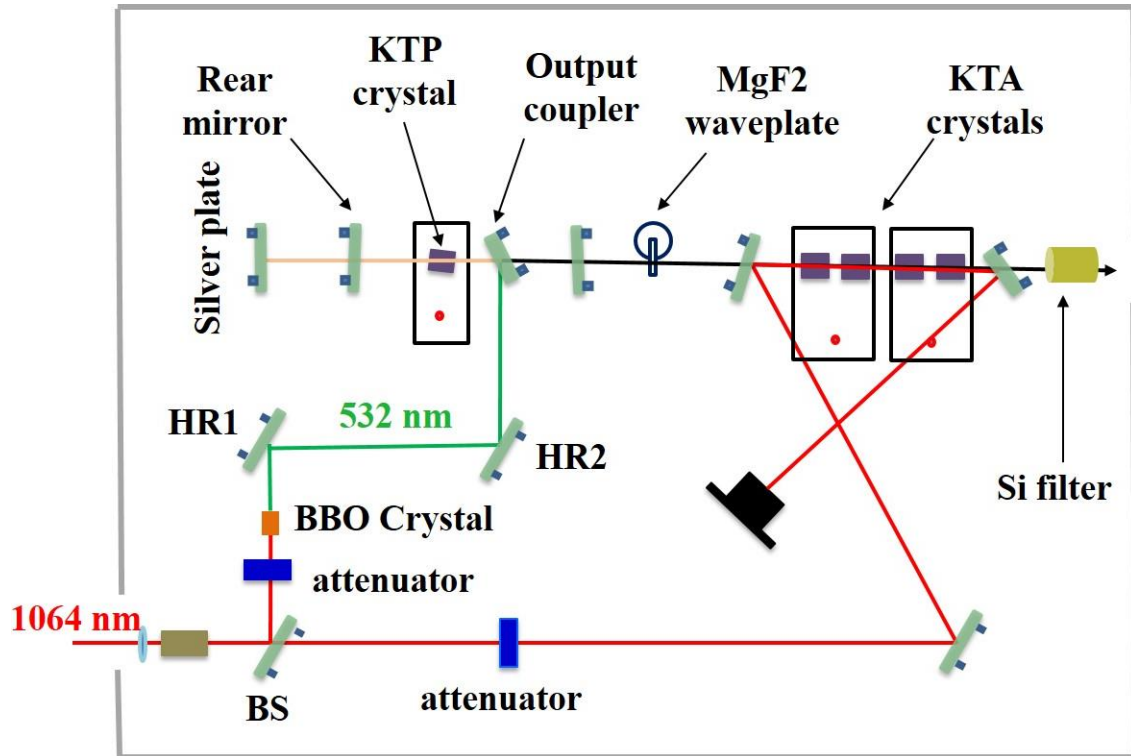 KTP
crystal
Output
coupler
Rear
mirror
MgF2
waveplate
KTA
crystals
Silver plate
HR1
532 nm
HR2
Si filter
BBO Crystal
attenuator
1064 nm
BS
attenuator